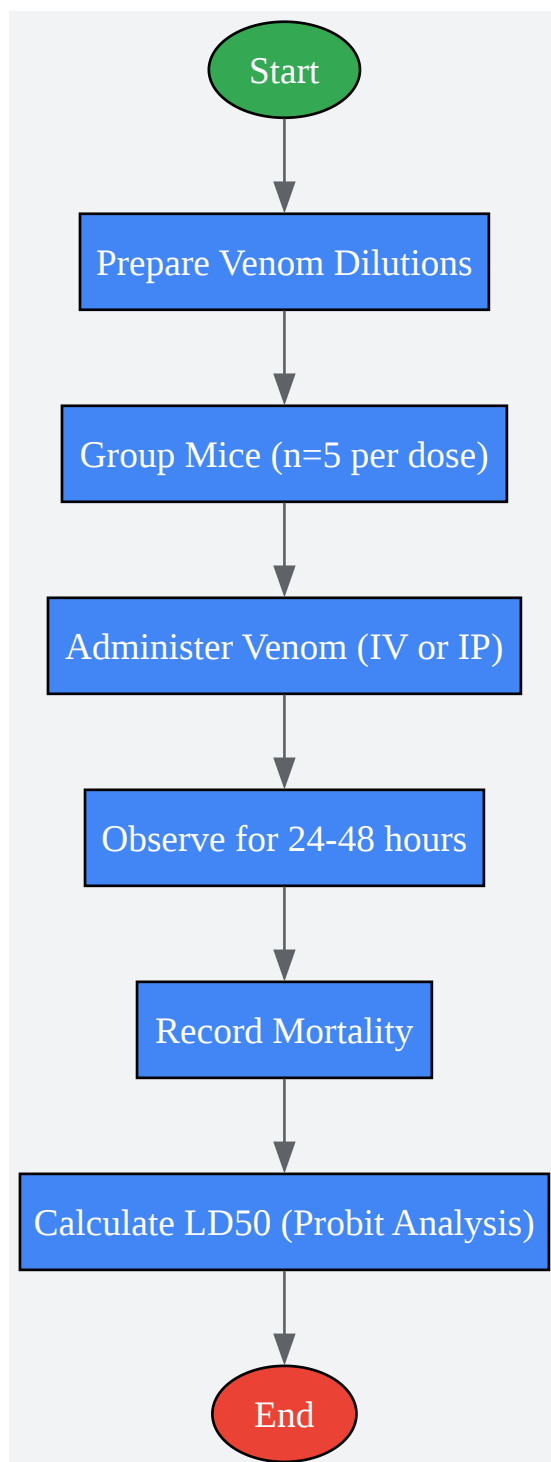 Start
Prepare Venom Dilutions
Group Mice (n=5 per dose)
Administer Venom (IV or IP)
Observe for 24-48 hours
Record Mortality
Calculate LD50 (Probit Analysis)
End